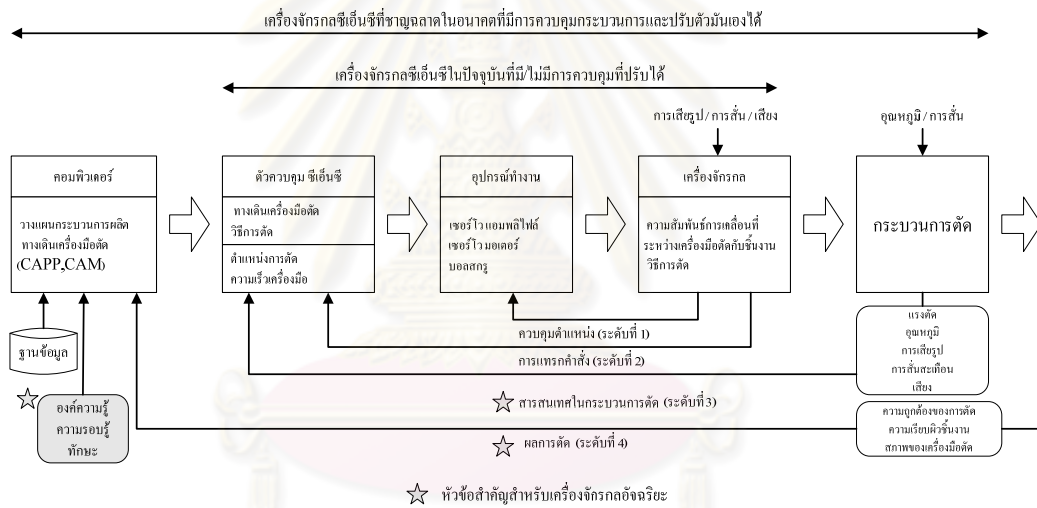 เครื่องจักรกลซีเอ็นซีที่ชาญฉลาดในอนาคตที่มีการควบคุมกระบวนการและปรับตัวมันเองได้
เครื่องจักรกลซีเอ็นซีในปัจจุบันที่มี/ไม่มีการควบคุมที่ปรับได้
การเสียรูป / การสั่น / เสียง
อุณหภูมิ / การสั่น
คอมพิวเตอร์
วางแผนกระบวนการผลิต
ทางเดินเครื่องมือตัด
(CAPP,CAM)
ตัวควบคุม ซีเอ็นซี
ทางเดินเครื่องมือตัด
วิธีการตัด
ตำแหน่งการตัด
ความเร็วเครื่องมือ
อุปกรณ์ทำงาน
เซอร์โวแอมพลิไฟล์
เซอร์โวมอเตอร์
บอลสกรู
เครื่องจักรกล
ความสัมพันธ์การเคลื่อนที่
ระหว่างเครื่องมือตัดกับชิ้นงาน
วิธีการตัด
กระบวนการตัด
ฐานข้อมูล
องค์ความรู้
ความรอบรู้
ทักษะ
ควบคุมตำแหน่ง (ระดับที่ 1)
การแทรกคำสั่ง (ระดับที่ 2)
สารสนเทศในกระบวนการตัด (ระดับที่ 3)
ผลการตัด (ระดับที่ 4)
แรงตัด
อุณหภูมิ
การเสียรูป
การสั่นสะเทือน
เสียง
ความถูกต้องของการตัด
ความเรียบผิวชิ้นงาน
สภาพของเครื่องมือตัด
หัวข้อสำคัญสำหรับเครื่องจักรกลอัจฉริยะ